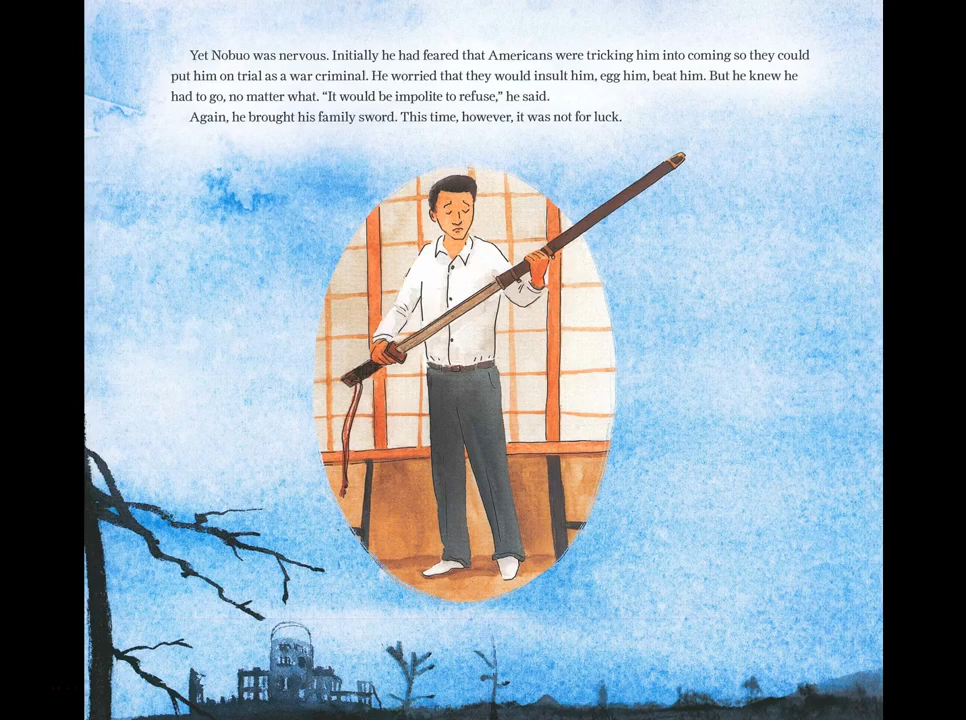 Yet Nobuo was nervous. Initially he had feared that Americans were tricking him into coming so they could
put him on trial as a war criminal. He worried that they would insult him, egg him, beat him. But he knew he
had to go, no matter what. “It would be impolite to refuse,” he said.
Again, he brought his family sword. This time, however, it was not for luck.